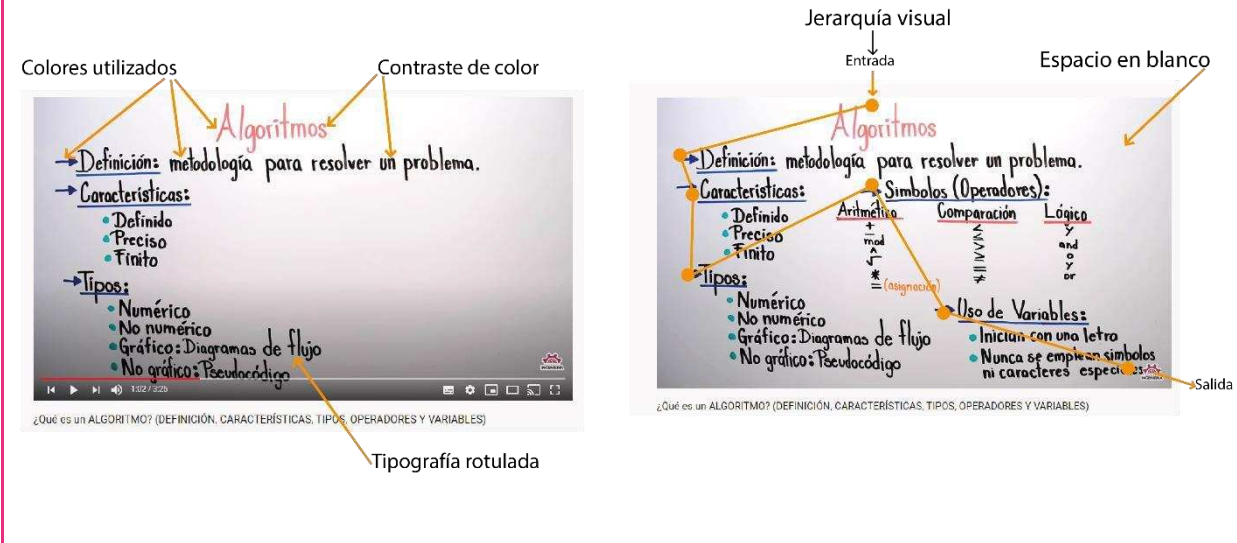 Jerarquía visual
Entrada
Colores utilizados
Contraste de color
Espacio en blanco
Algoritmos
→ Definición: metodología para resolver un problema.
→ Características:
• Definido
• Preciso
• Finito
→ Tipos:
• Numérico
• No numérico
• Gráfico: Diagramas de flujo
• No gráfico: Pseudocódigo
1:02 / 3:25
¿Qué es un ALGORITMO? (DEFINICIÓN, CARACTERÍSTICAS, TIPOS, OPERADORES Y VARIABLES)
Tipografía rotulada
Algoritmos
→ Definición: metodología para resolver un problema.
→ Características:
• Definido
• Preciso
• Finito
→ Tipos:
• Numérico
• No numérico
• Gráfico: Diagramas de flujo
• No gráfico: Pseudocódigo
→ Simbolos (Operadores):
Aritmético Comparación Lógico
+
mod
^
√
*
= (asignación)
y
and
o
Y
or
→ Uso de Variables:
• Inician con una letra
• Nunca se emplean simbolos
ni caracteres especiales
Salida
¿Qué es un ALGORITMO? (DEFINICIÓN, CARACTERÍSTICAS, TIPOS, OPERADORES Y VARIABLES)